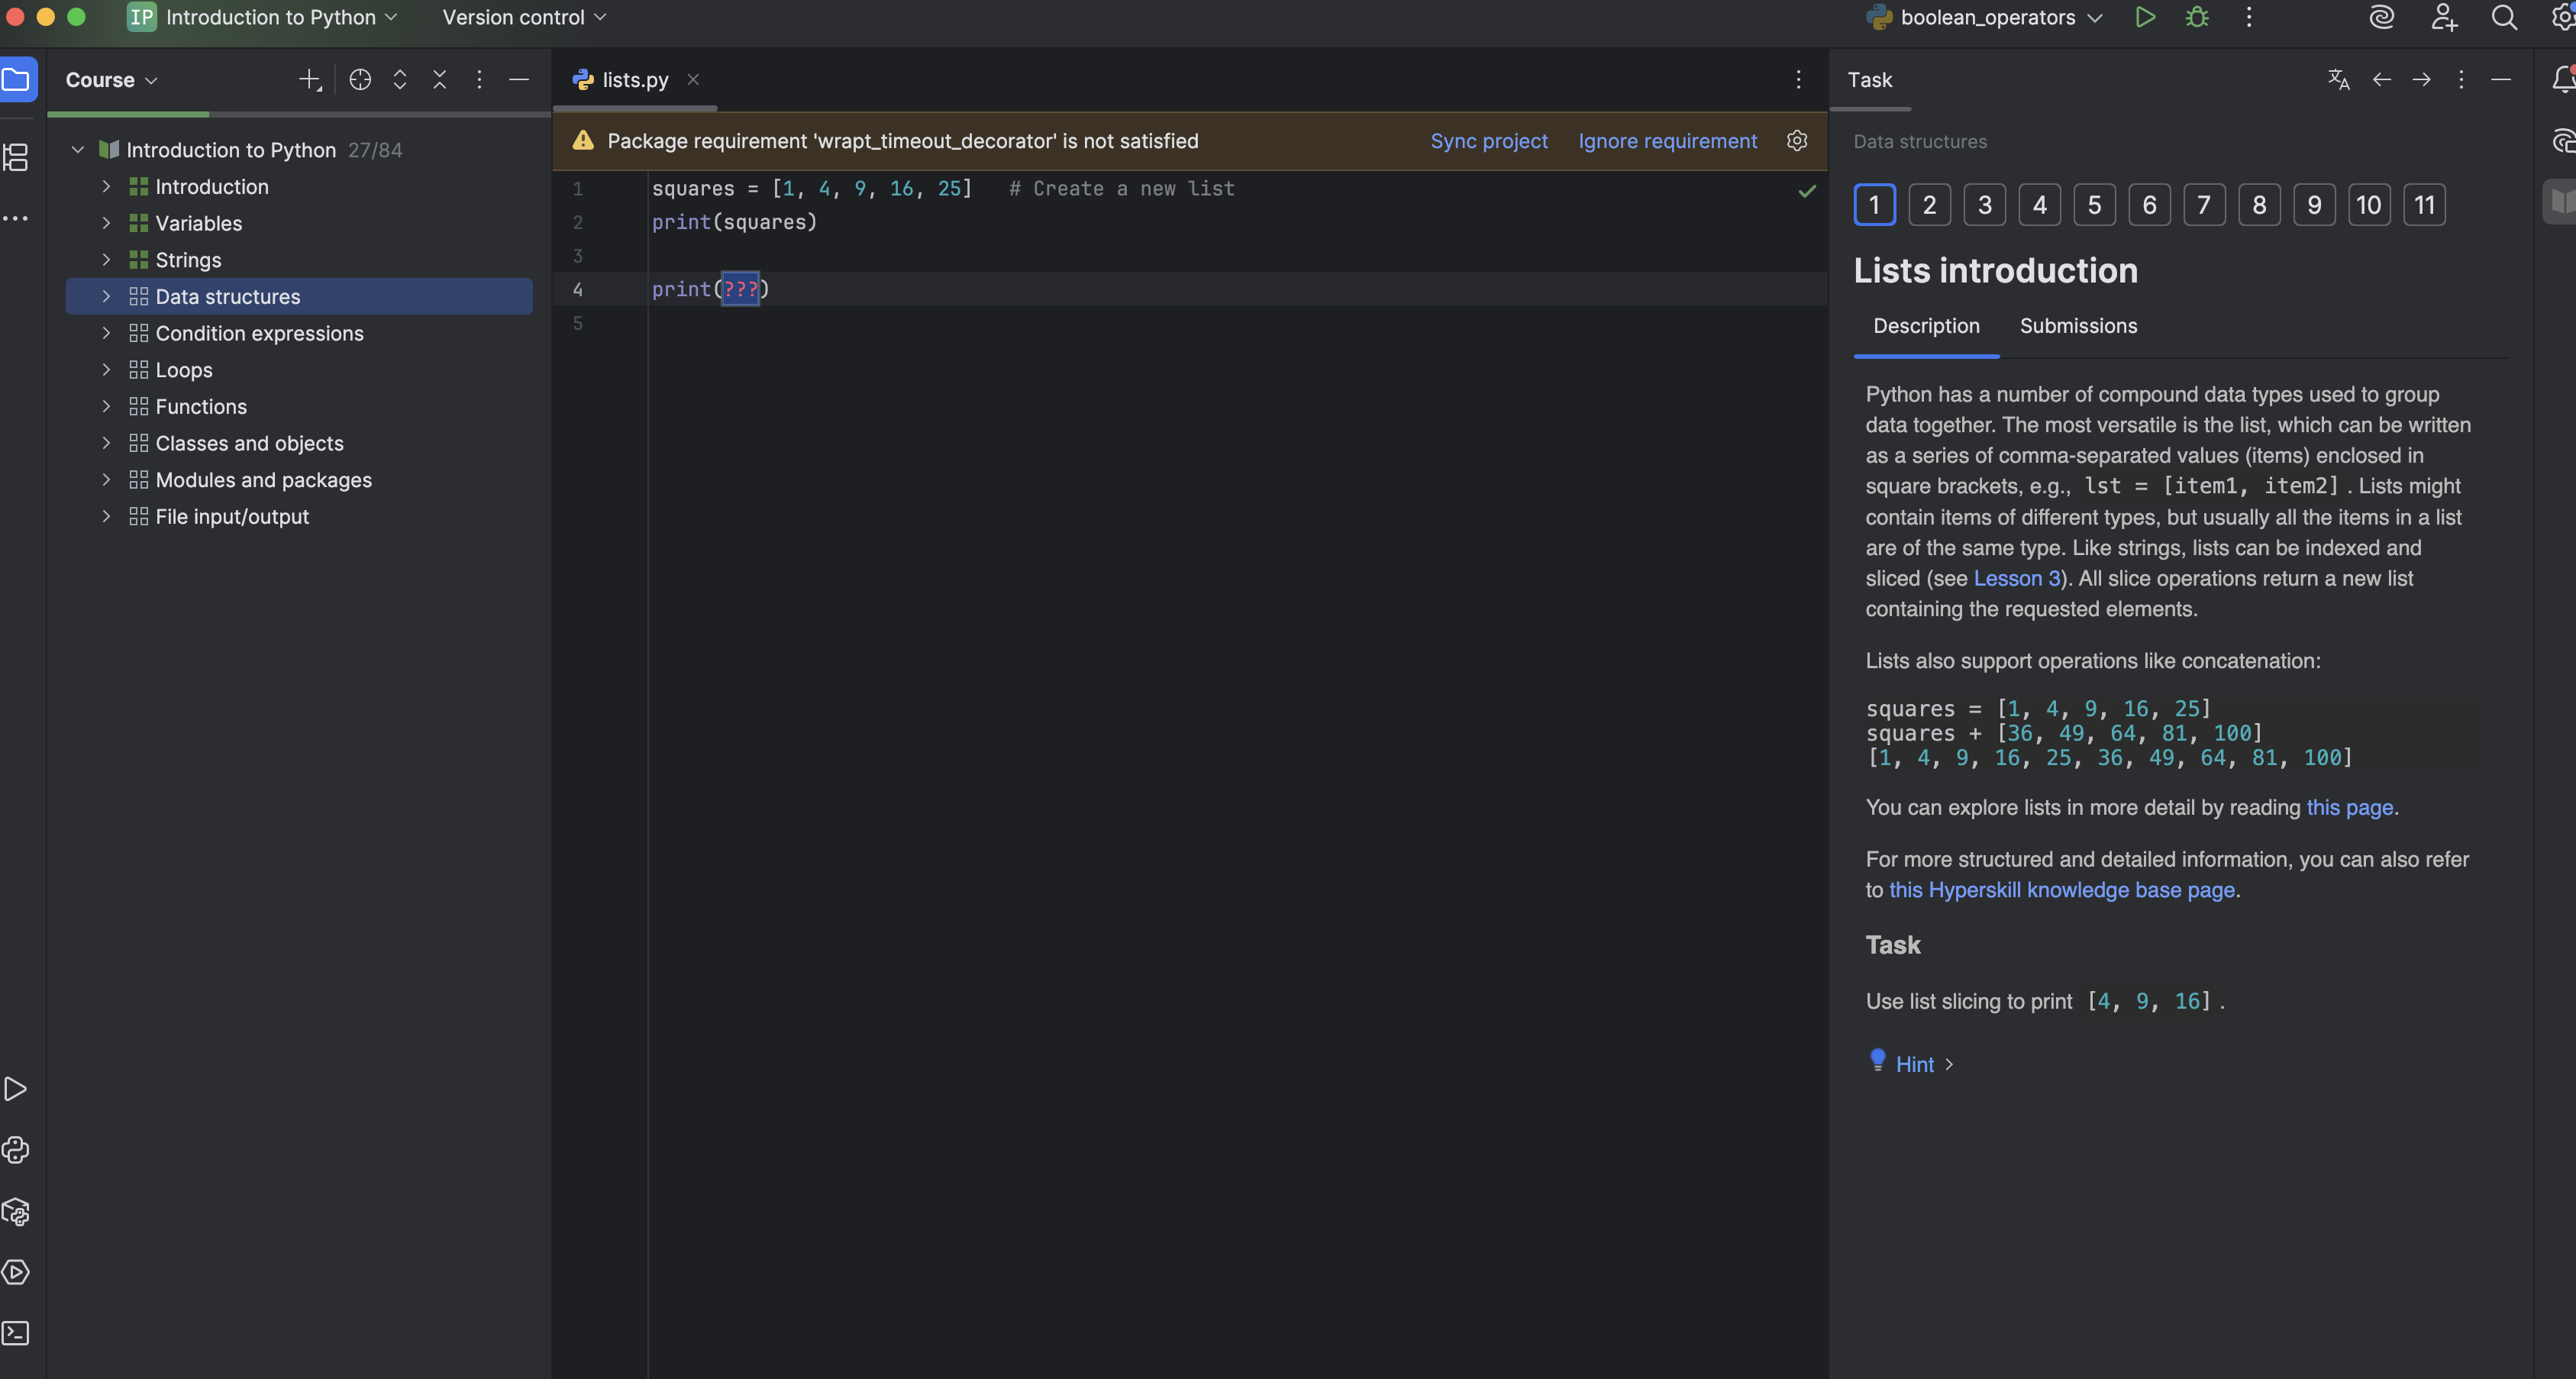 IP Introduction to Python
Version control
boolean_operators
Course
Introduction to Python 27/84
Introduction
Variables
Strings
Data structures
Condition expressions
Loops
Functions
Classes and objects
Modules and packages
File input/output
lists.py
Package requirement 'wrapt_timeout_decorator' is not satisfied
Sync project
Ignore requirement
1 squares = [1, 4, 9, 16, 25] # Create a new list
2 print(squares)
3
4 print(???)
5
Task
Data structures
1 2 3 4 5 6 7 8 9 10 11
Lists introduction
Description Submissions
Python has a number of compound data types used to group
data together. The most versatile is the list, which can be written
as a series of comma-separated values (items) enclosed in
square brackets, e.g., lst = [item1, item2]. Lists might
contain items of different types, but usually all the items in a list
are of the same type. Like strings, lists can be indexed and
sliced (see Lesson 3). All slice operations return a new list
containing the requested elements.
Lists also support operations like concatenation:
squares = [1, 4, 9, 16, 25]
squares + [36, 49, 64, 81, 100]
[1, 4, 9, 16, 25, 36, 49, 64, 81, 100]
You can explore lists in more detail by reading this page.
For more structured and detailed information, you can also refer
to this Hyperskill knowledge base page.
Task
Use list slicing to print [4, 9, 16].
Hint